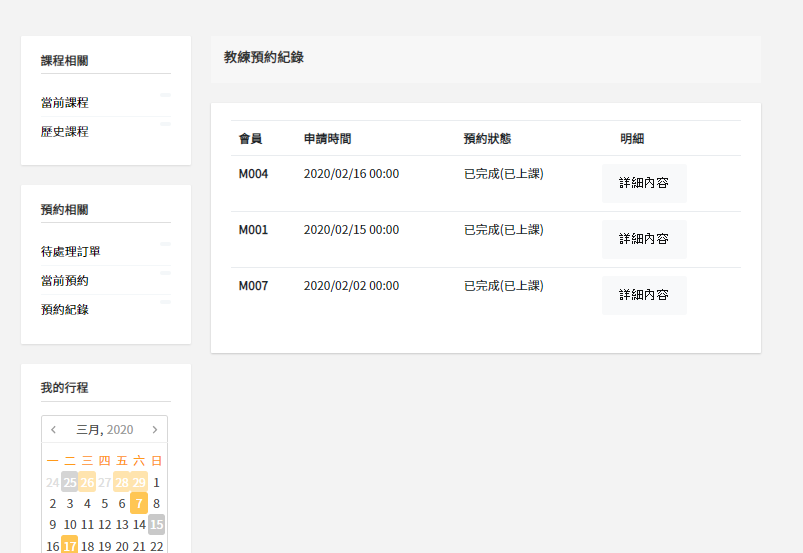 課程相關
當前課程
歷史課程
預約相關
待處理訂單
當前預約
預約紀錄
我的行程
三月, 2020
一 二 三 四 五 六 日
24 25 26 27 28 29 1
2 3 4 5 6 7 8
9 10 11 12 13 14 15
16 17 18 19 20 21 22
教練預約紀錄
會員 申請時間 預約狀態 明細
M004 2020/02/16 00:00 已完成(已上課) 詳細內容
M001 2020/02/15 00:00 已完成(已上課) 詳細內容
M007 2020/02/02 00:00 已完成(已上課) 詳細內容